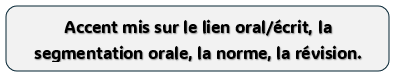 Accent mis sur le lien oral/écrit, la
segmentation orale, la norme, la révision.